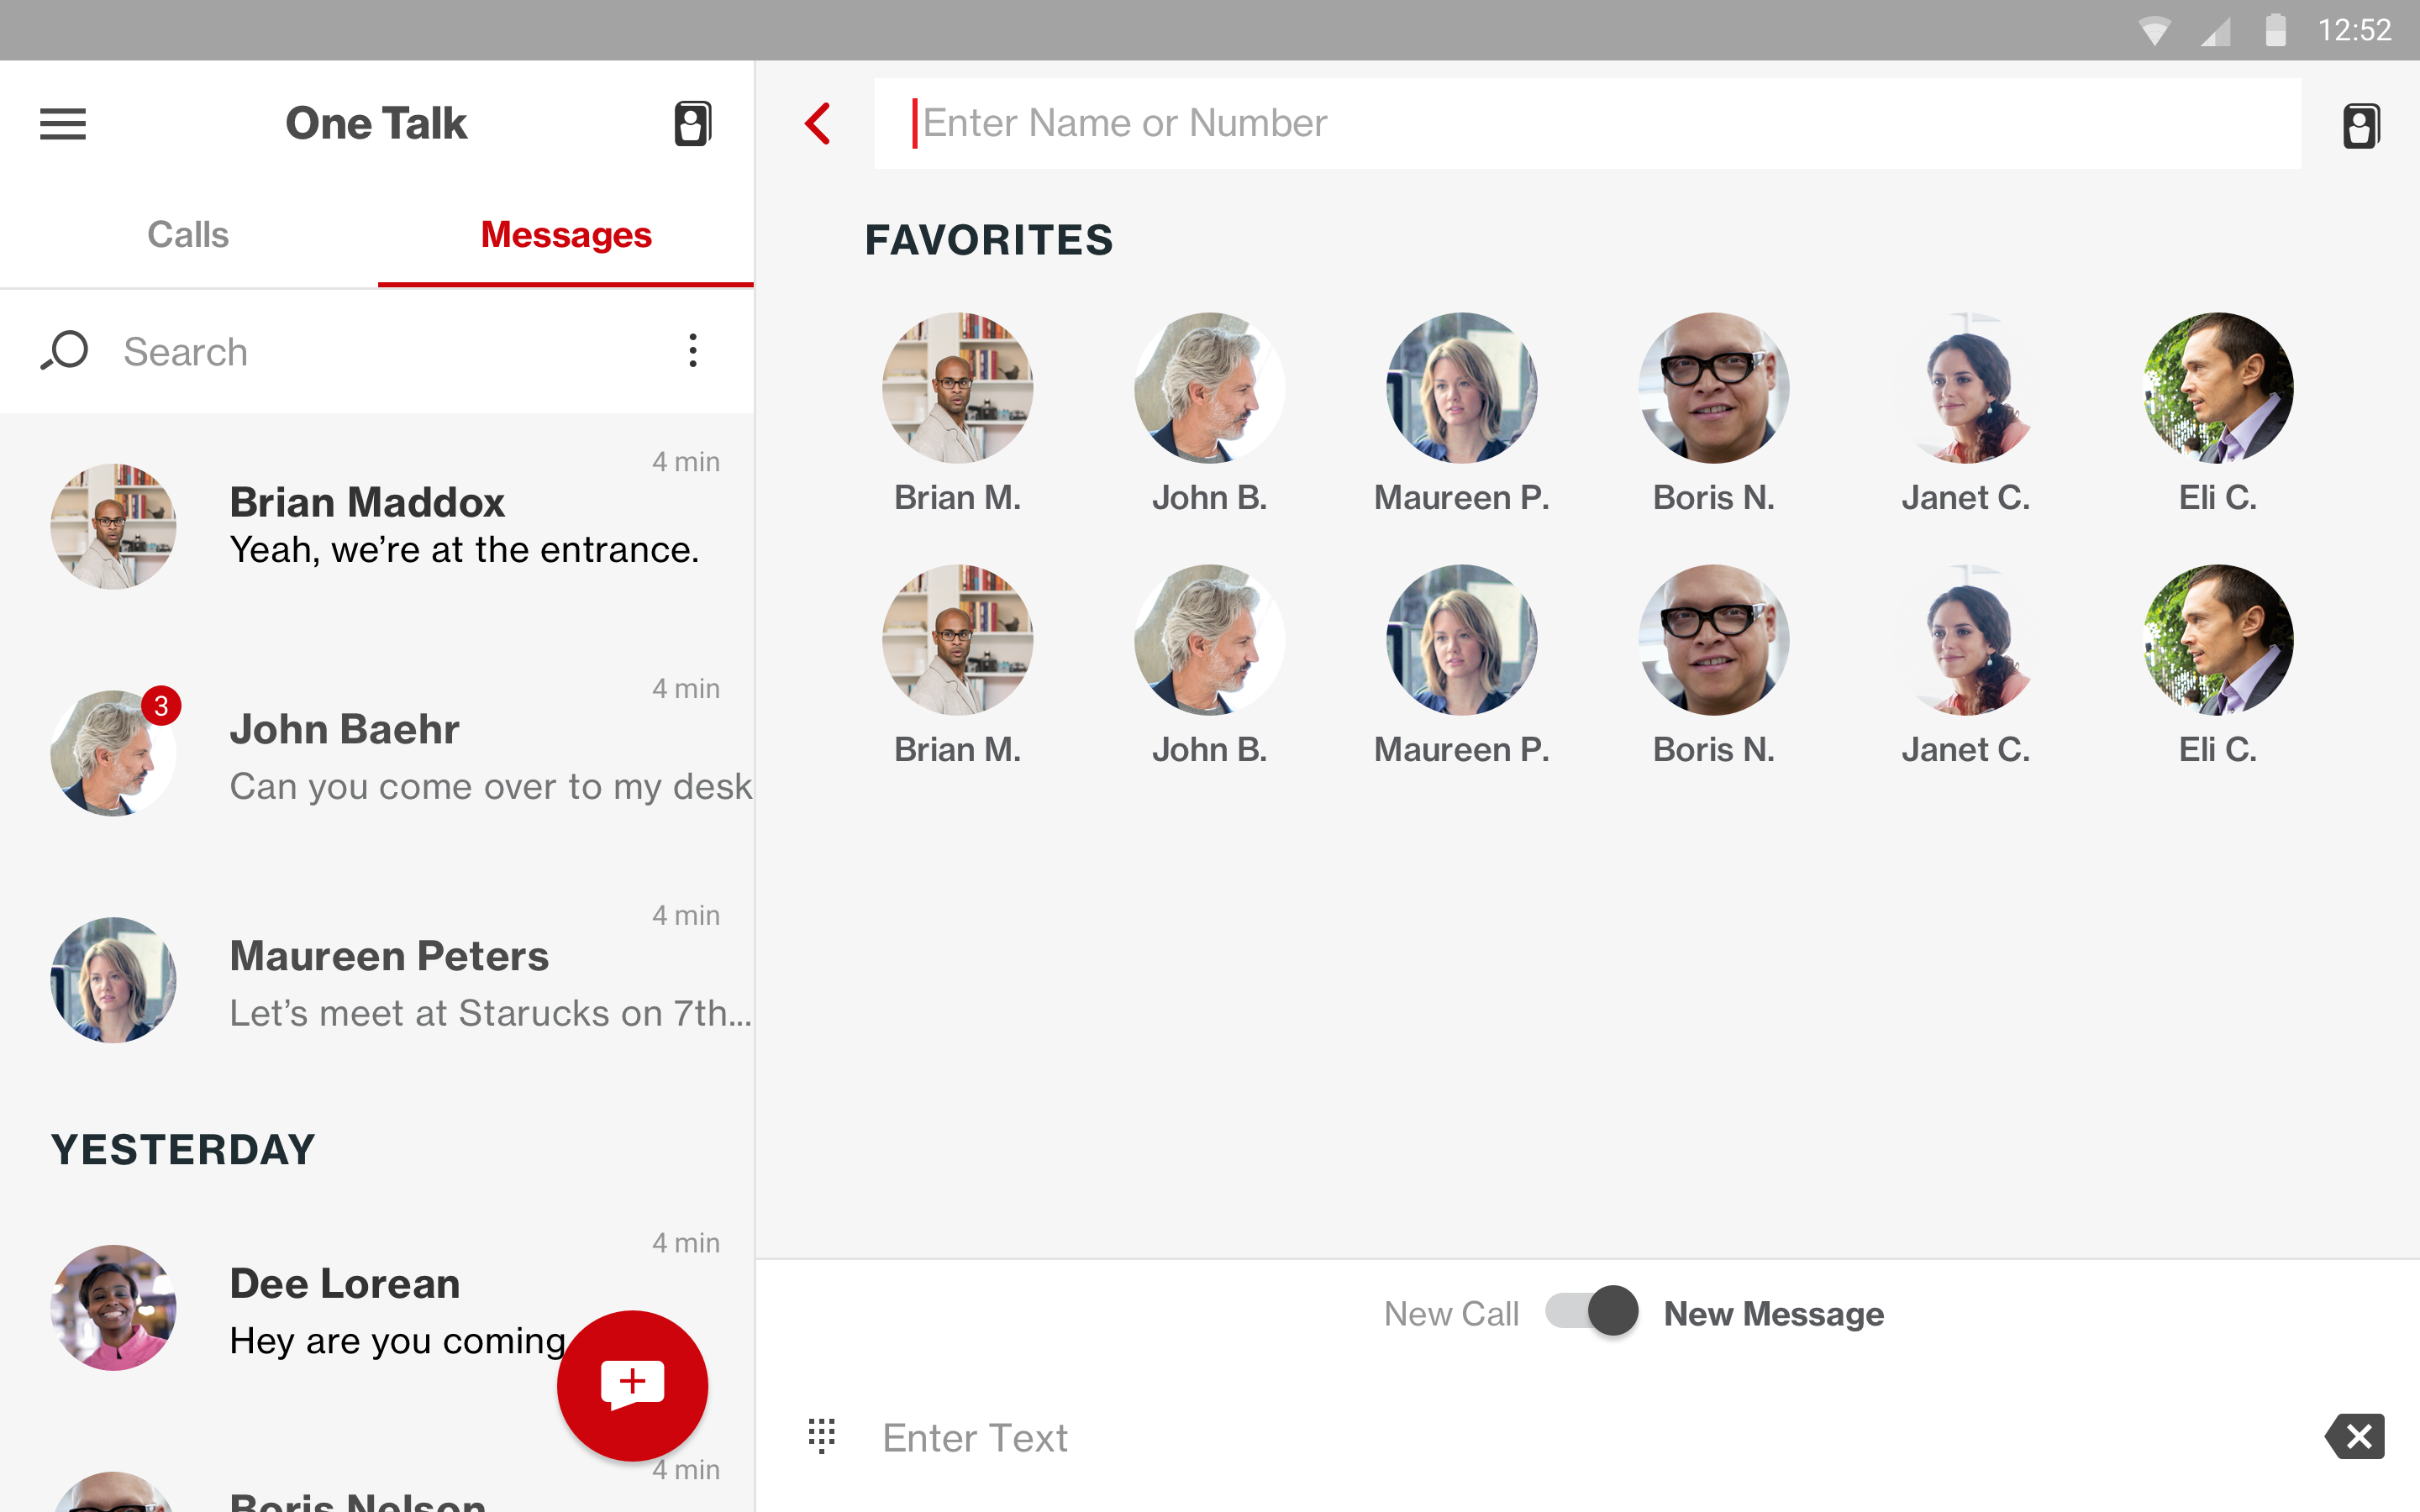 12:52
One Talk
Calls
Messages
Search
4 min
Brian Maddox
Yeah, we’re at the entrance.
4 min
3
John Baehr
Can you come over to my desk
4 min
Maureen Peters
Let’s meet at Starucks on 7th...
YESTERDAY
4 min
Dee Lorean
Hey are you coming
4 min
Boris Nelson
Enter Name or Number
FAVORITES
Brian M.
John B.
Maureen P.
Boris N.
Janet C.
Eli C.
Brian M.
John B.
Maureen P.
Boris N.
Janet C.
Eli C.
New Call
New Message
Enter Text